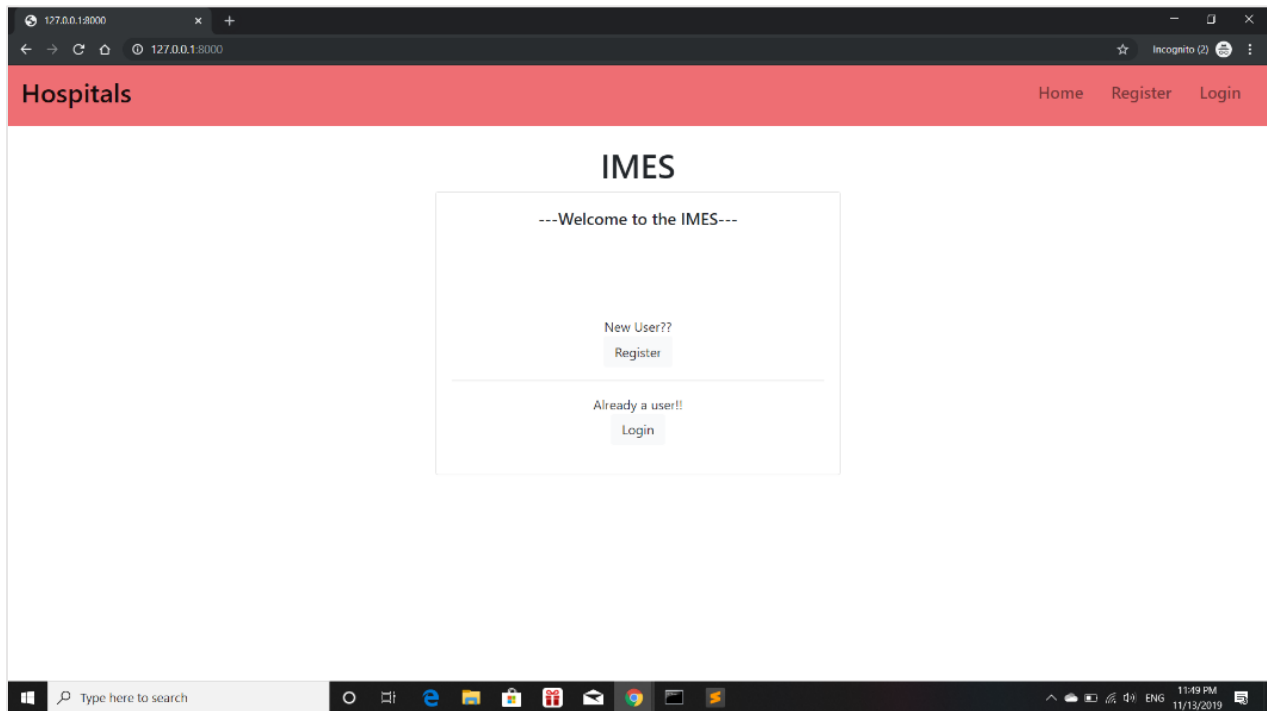 127.0.0.1:8000
127.0.0.1:8000
Incognito (2)
Hospitals
Home Register Login
IMES
---Welcome to the IMES---
New User??
Register
Already a user!!
Login
Type here to search
ENG
11:49 PM
11/13/2019